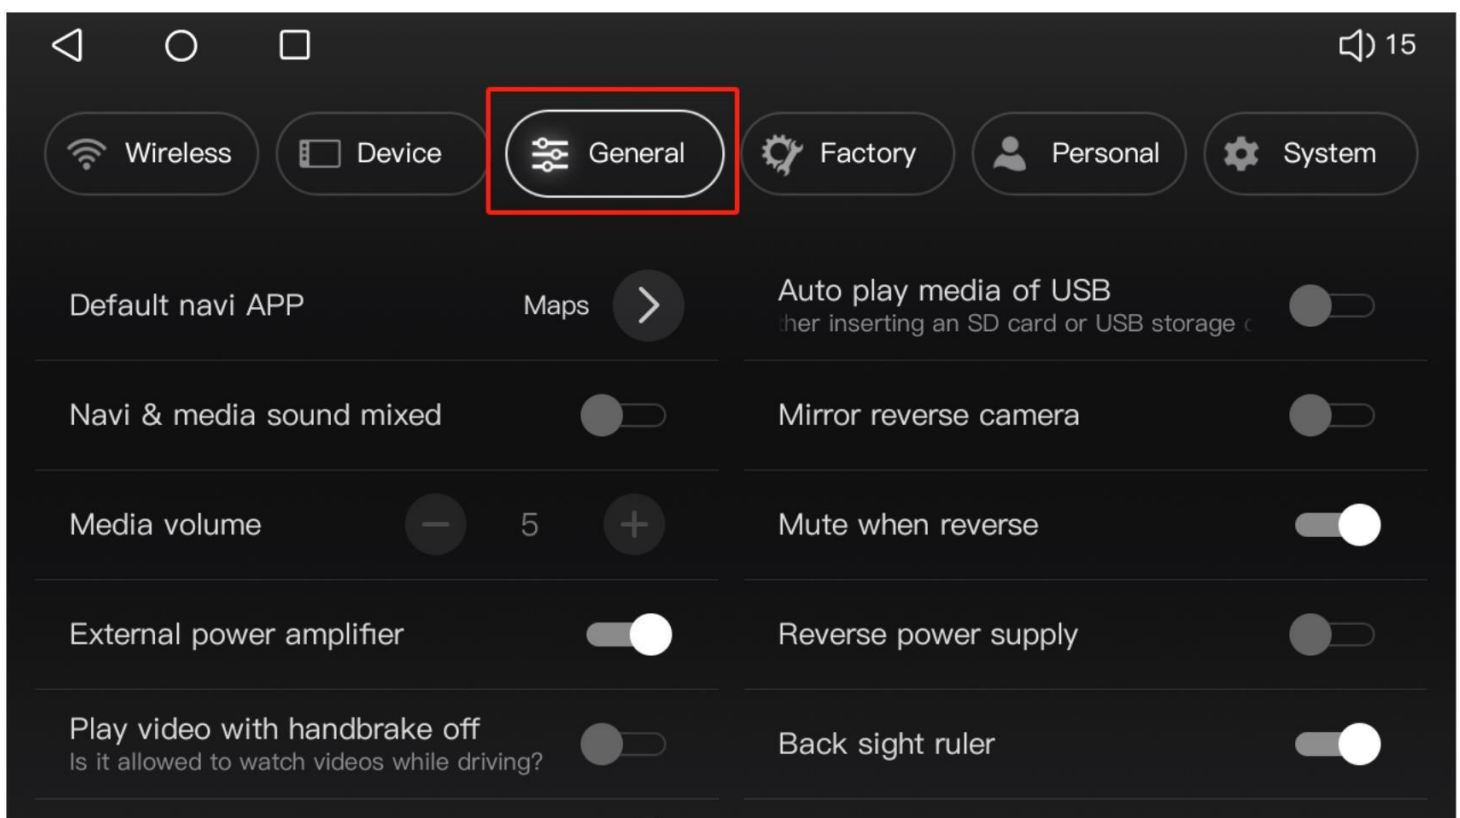 15
Wireless
Device
General
Factory
Personal
System
Default navi APP
Maps
Auto play media of USB
her inserting an SD card or USB storage
Navi & media sound mixed
Mirror reverse camera
Media volume
5
Mute when reverse
External power amplifier
Reverse power supply
Play video with handbrake off
Is it allowed to watch videos while driving?
Back sight ruler